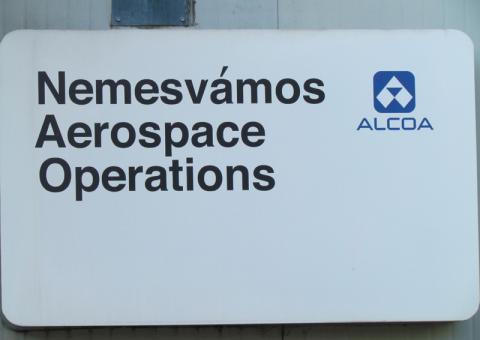 Nemesvámos
Aerospace
Operations
ALCOA